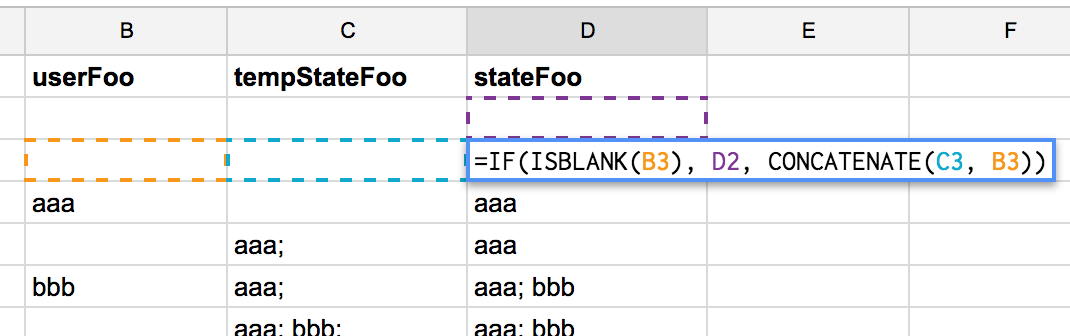 B C D E F
userFoo tempStateFoo stateFoo
=IF(ISBLANK(B3), D2, CONCATENATE(C3, B3))
aaa aaa
aaa; aaa
bbb aaa; aaa; bbb
aaa; bbb; aaa; bbb